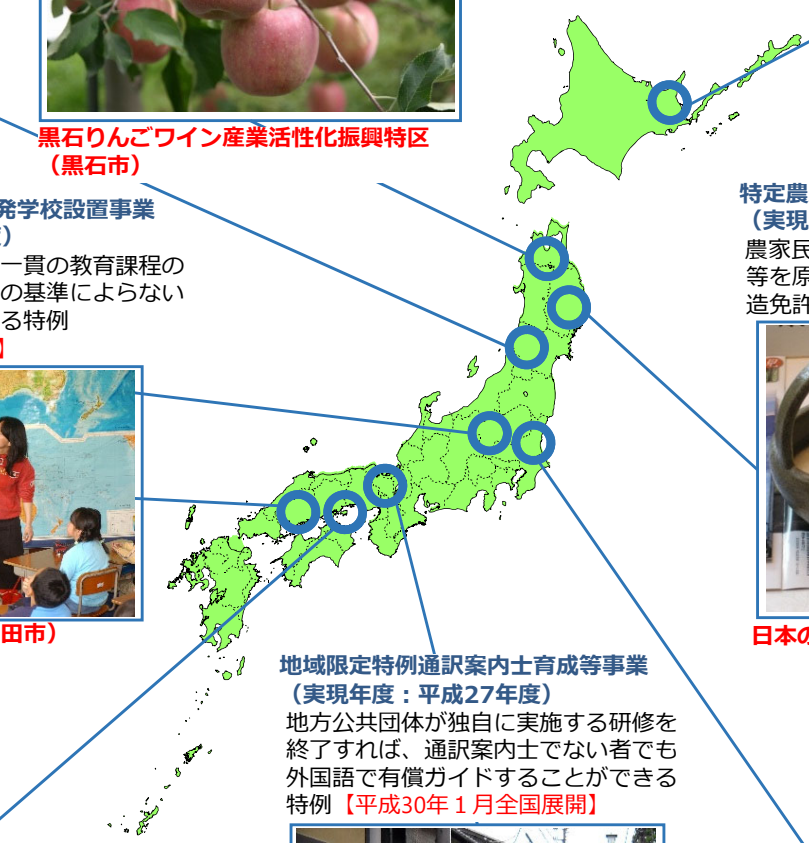 黒石りんごワイン産業活性化振興特区
（黒石市）
発学校設置事業
）
一貫の教育課程の
の基準によらない
る特例
】
田市）
特定農
（実現
農家民
等を原
造免許
日本の
地域限定特例通訳案内士育成等事業
（実現年度：平成27年度）
地方公共団体が独自に実施する研修を
終了すれば、通訳案内士でない者でも
外国語で有償ガイドすることができる
特例【平成30年１月全国展開】